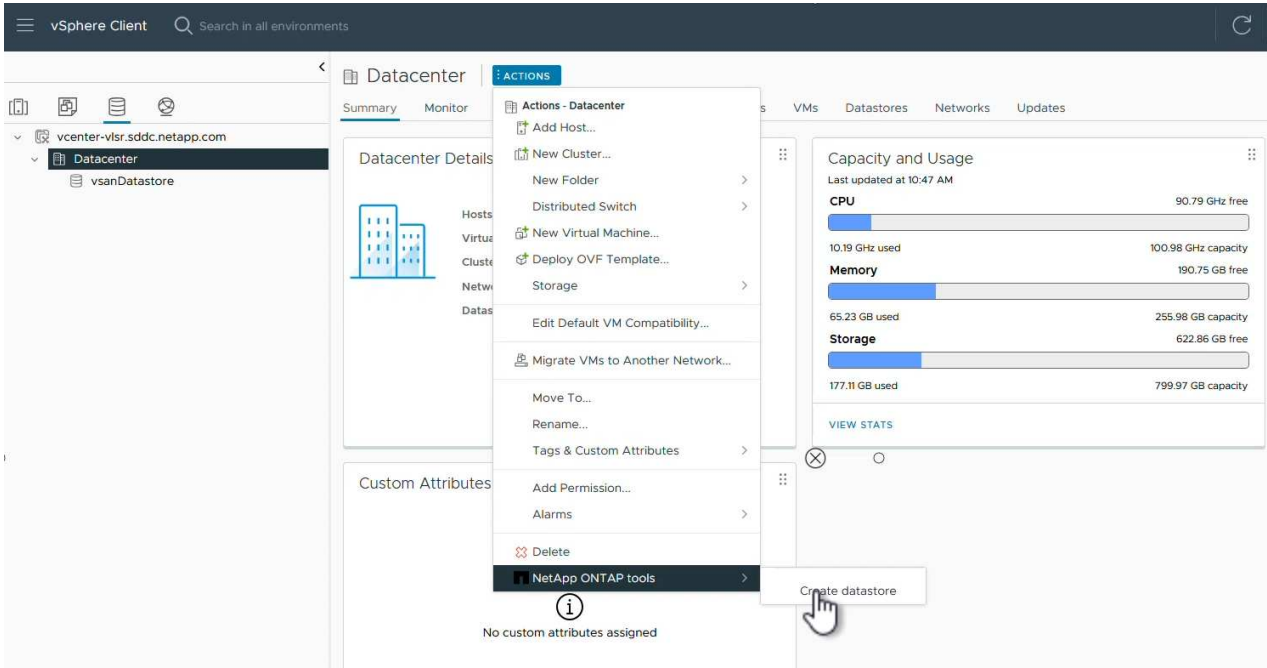 vSphere Client
Search in all environments
vcenter-vlsr.sddc.netapp.com
Datacenter
vsanDatastore
Datacenter
ACTIONS
Summary
Monitor
VMs
Datastores
Networks
Updates
Datacenter Details
Hosts
Actions - Datacenter
Add Host...
New Cluster...
New Folder
Distributed Switch
New Virtual Machine...
Deploy OVF Template...
Storage
Edit Default VM Compatibility...
Migrate VMs to Another Network...
Move To...
Rename...
Tags & Custom Attributes
Add Permission...
Alarms
Delete
NetApp ONTAP tools
Create datastore
Capacity and Usage
Last updated at 10:47 AM
CPU
90.79 GHz free
10.19 GHz used
100.98 GHz capacity
Memory
190.75 GB free
65.23 GB used
255.98 GB capacity
Storage
622.86 GB free
177.11 GB used
799.97 GB capacity
VIEW STATS
Custom Attributes
No custom attributes assigned